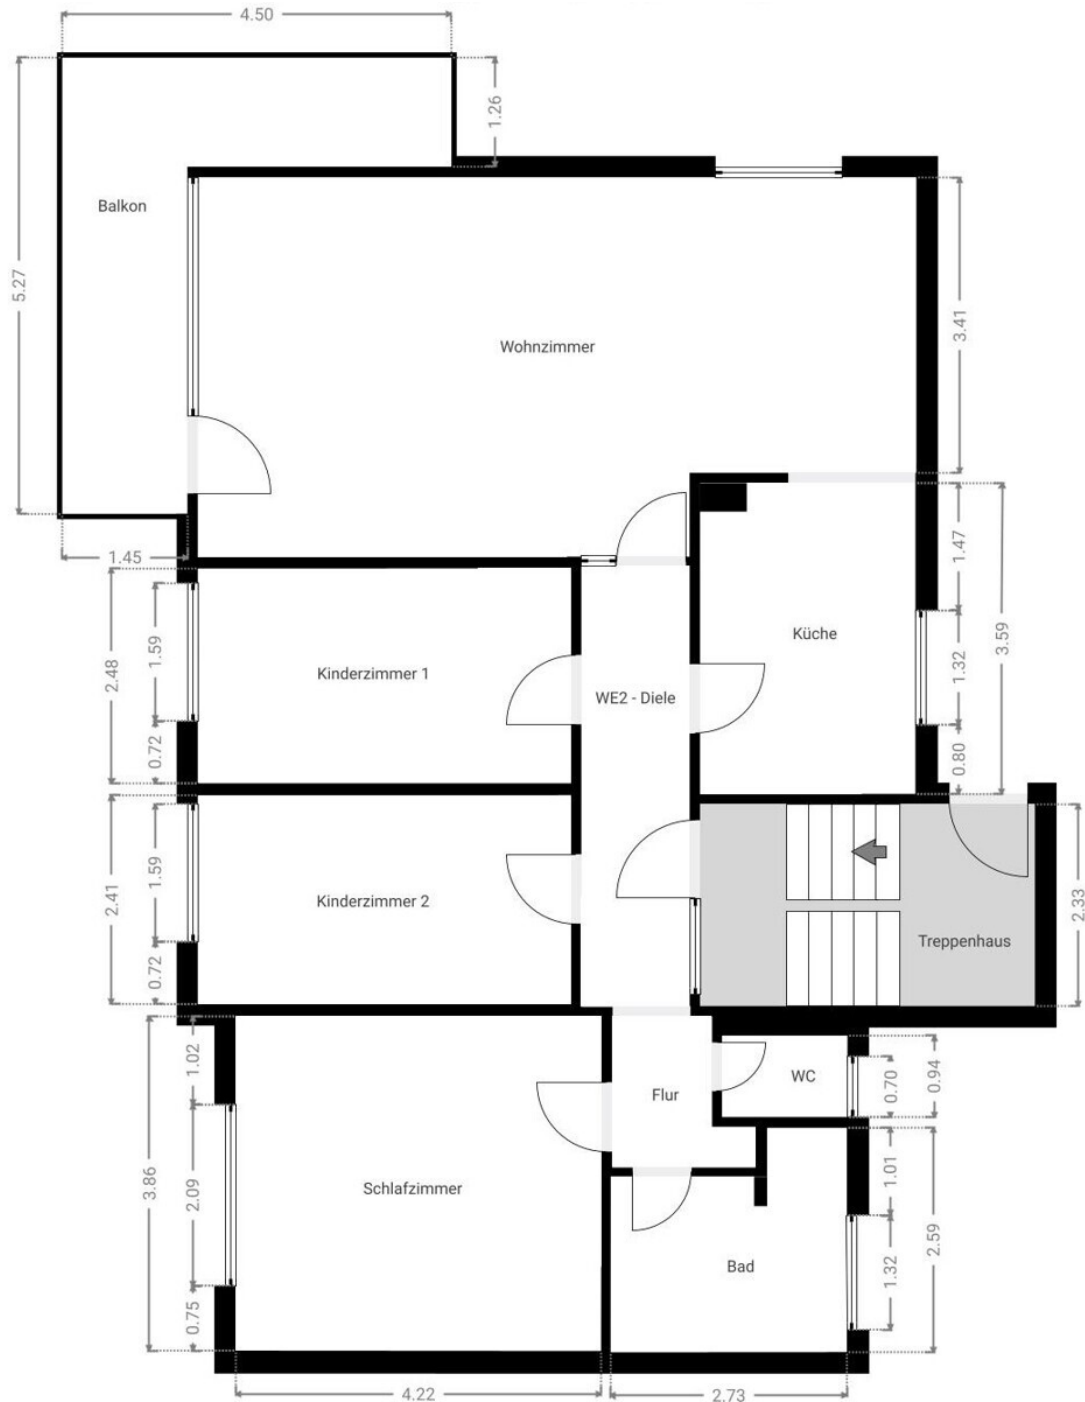 4.50
1.26
Balkon
5.27
Wohnzimmer
3.41
1.45
1.47
2.48
1.59
Küche
1.32
3.59
Kinderzimmer 1
WE2 - Diele
0.72
0.80
2.41
1.59
Kinderzimmer 2
2.33
Treppenhaus
0.72
1.02
WC
0.70
0.94
Flur
3.86
2.09
Schlafzimmer
1.01
2.59
Bad
1.32
0.75
4.22
2.73